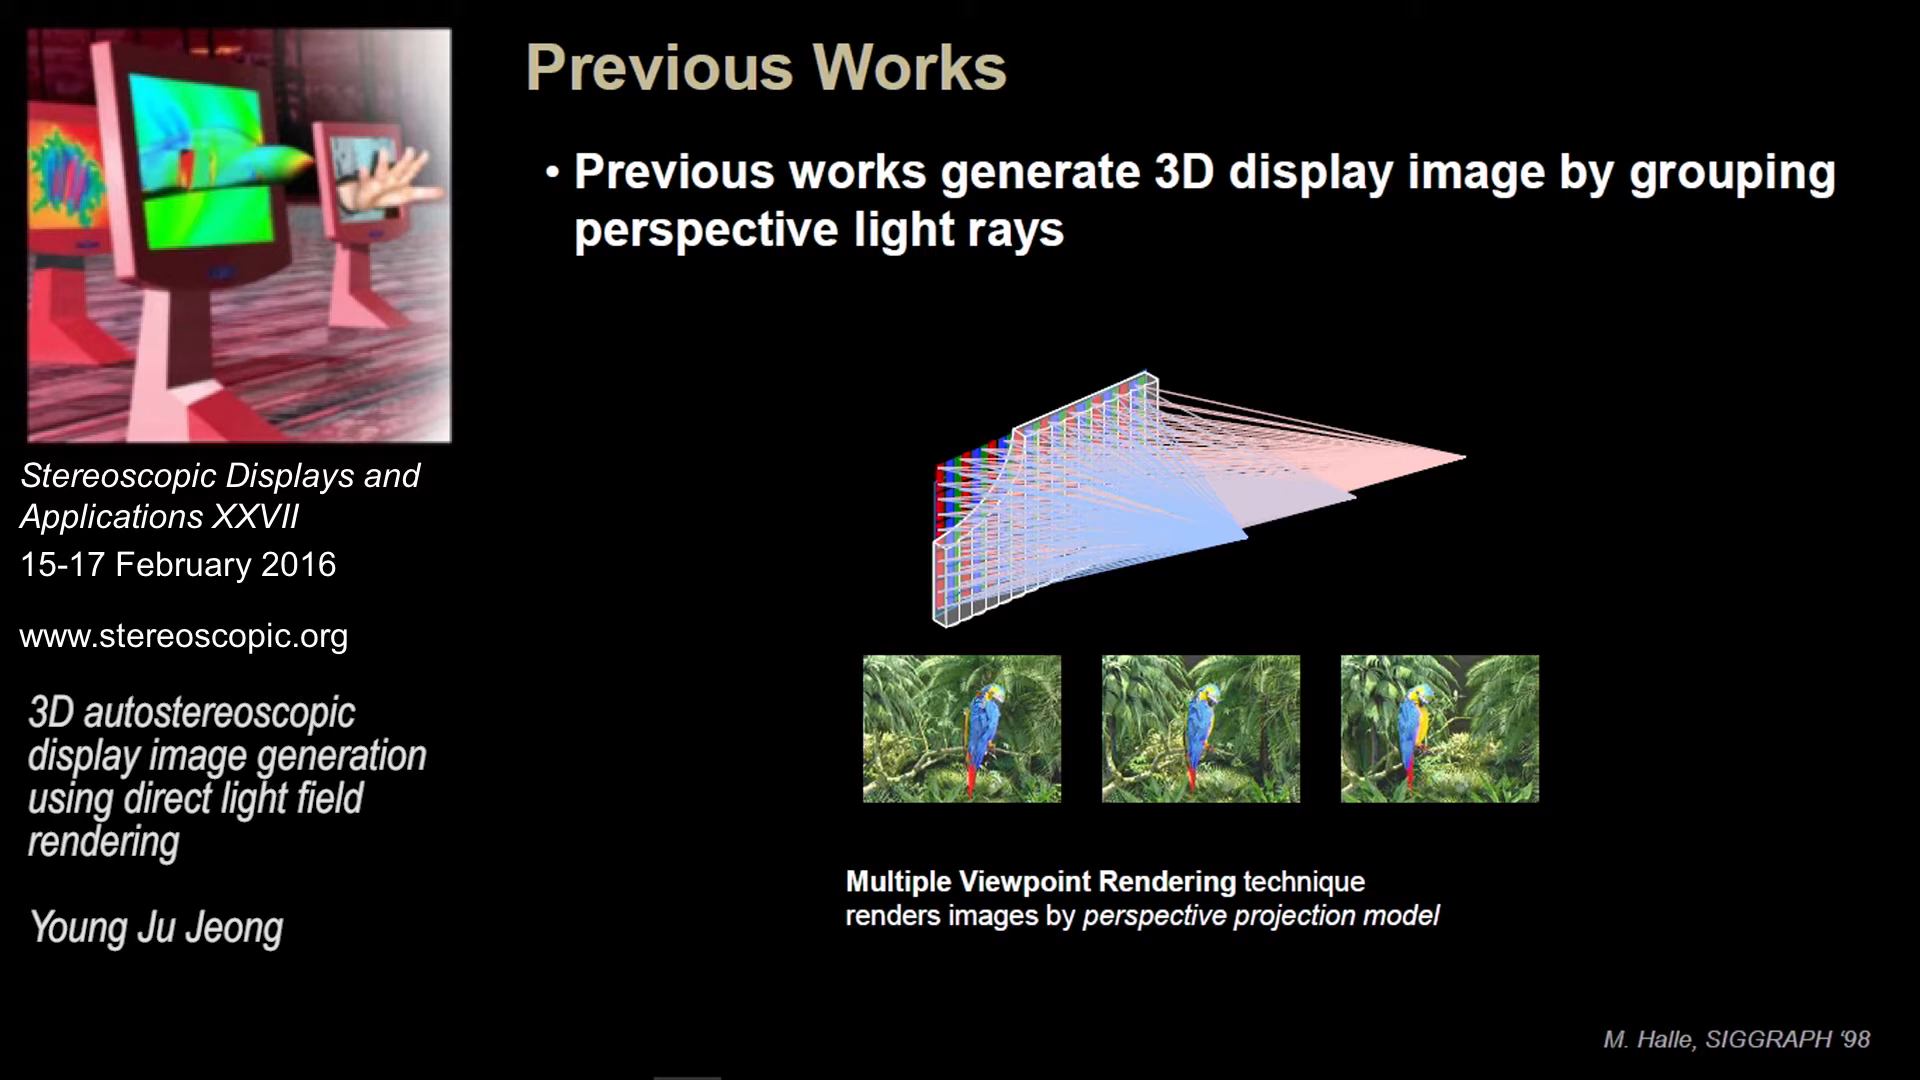 Stereoscopic Displays and
Applications XXVII
15-17 February 2016
www.stereoscopic.org
3D autostereoscopic
display image generation
using direct light field
rendering
Young Ju Jeong
Previous Works
• Previous works generate 3D display image by grouping
perspective light rays
Multiple Viewpoint Rendering technique
renders images by perspective projection model
M. Halle, SIGGRAPH ‘98